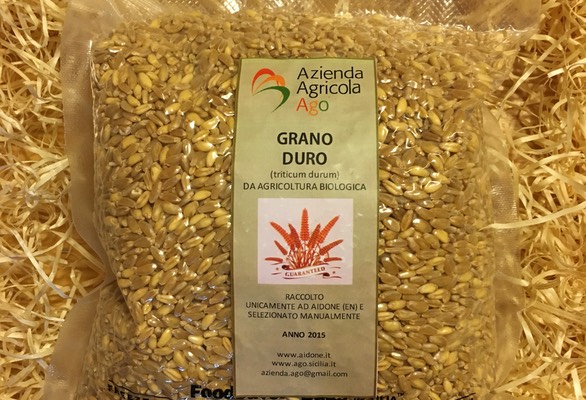 Azienda
Agricola
Ago
GRANO
DURO
(triticum durum)
DA AGRICOLTURA BIOLOGICA
GUARANTEED
RACCOLTO
UNICAMENTE AD AIDONE (EN) E
SELEZIONATO MANUALMENTE
ANNO 2015
www.aidone.it
www.ago.sicilia.it
azienda.ago@gmail.com